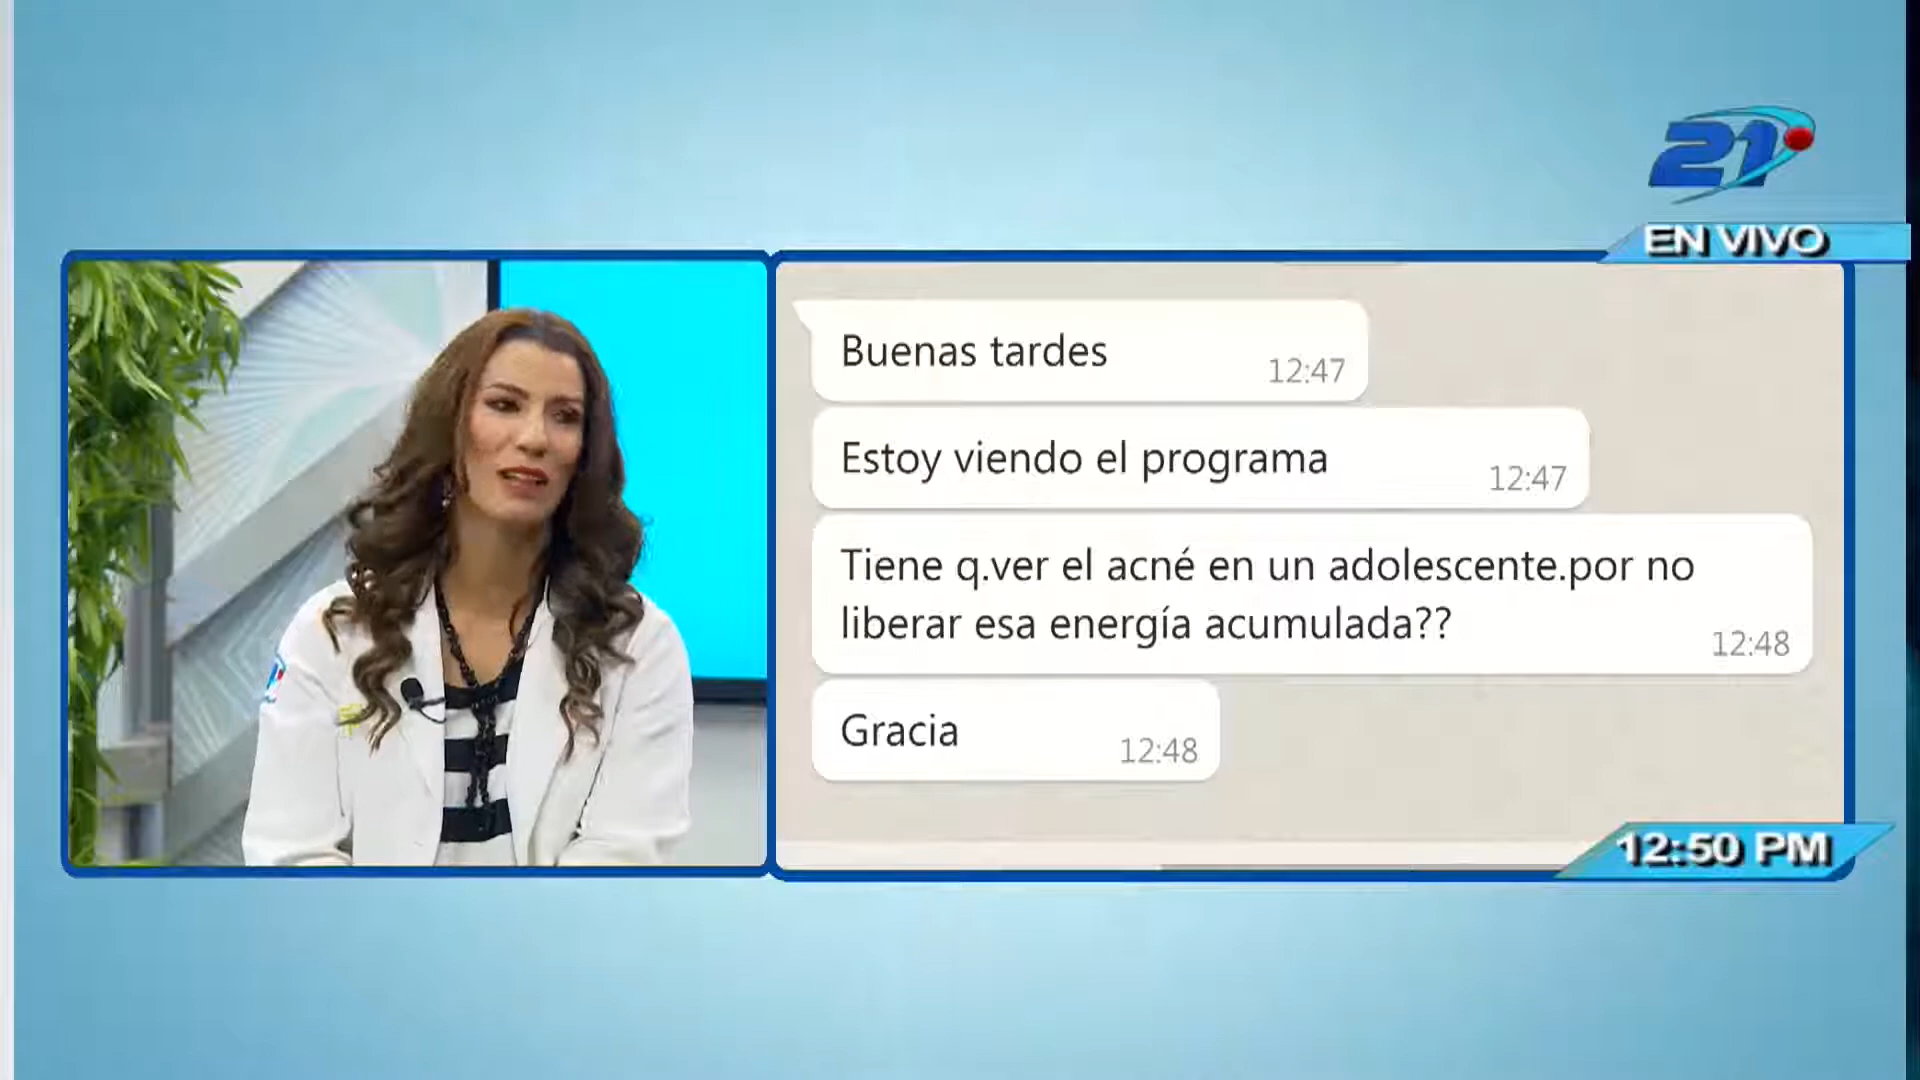 21
EN VIVO
Buenas tardes
12:47
Estoy viendo el programa
12:47
Tiene q.ver el acné en un adolescente.por no
liberar esa energía acumulada??
12:48
Gracia
12:48
12:50 PM